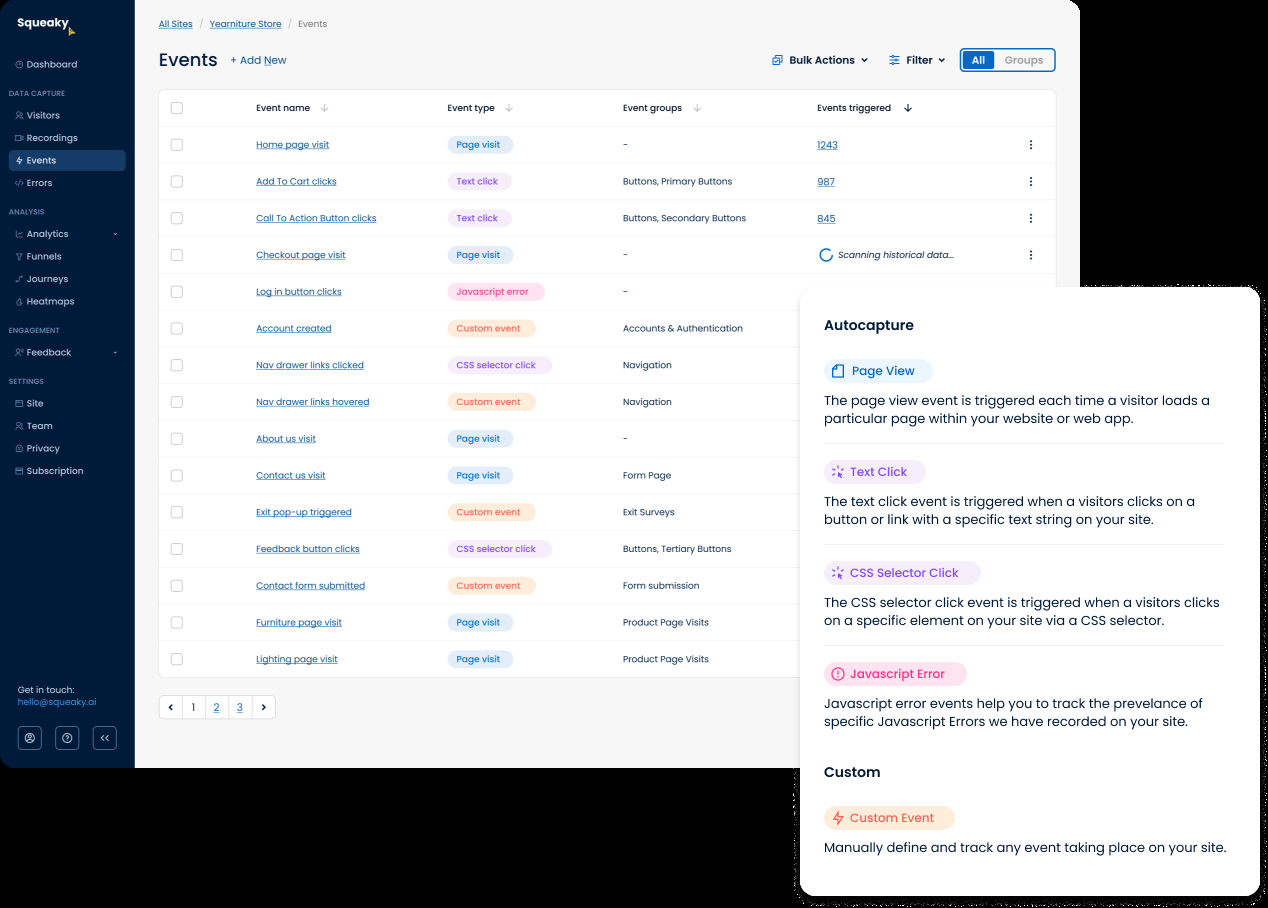 Squeaky
Dashboard
DATA CAPTURE
Visitors
Recordings
Events
Errors
ANALYSIS
Analytics
Funnels
Journeys
Heatmaps
ENGAGEMENT
Feedback
SETTINGS
Site
Team
Privacy
Subscription
Get in touch:
hello@squeaky.ai
All Sites / Yearniture Store / Events
Events + Add New Bulk Actions Filter All Groups
Event name Event type Event groups Events triggered
Home page visit Page visit - 1243
Add To Cart clicks Text click Buttons, Primary Buttons 987
Call To Action Button clicks Text click Buttons, Secondary Buttons 845
Checkout page visit Page visit - Scanning historical data...
Log in button clicks Javascript error -
Account created Custom event Accounts & Authentication
Nav drawer links clicked CSS selector click Navigation
Nav drawer links hovered Custom event Navigation
About us visit Page visit -
Contact us visit Page visit Form Page
Exit pop-up triggered Custom event Exit Surveys
Feedback button clicks CSS selector click Buttons, Tertiary Buttons
Contact form submitted Custom event Form submission
Furniture page visit Page visit Product Page Visits
Lighting page visit Page visit Product Page Visits
1 2 3
Autocapture
Page View
The page view event is triggered each time a visitor loads a
particular page within your website or web app.
Text Click
The text click event is triggered when a visitors clicks on a
button or link with a specific text string on your site.
CSS Selector Click
The CSS selector click event is triggered when a visitors clicks
on a specific element on your site via a CSS selector.
Javascript Error
Javascript error events help you to track the prevelance of
specific Javascript Errors we have recorded on your site.
Custom
Custom Event
Manually define and track any event taking place on your site.